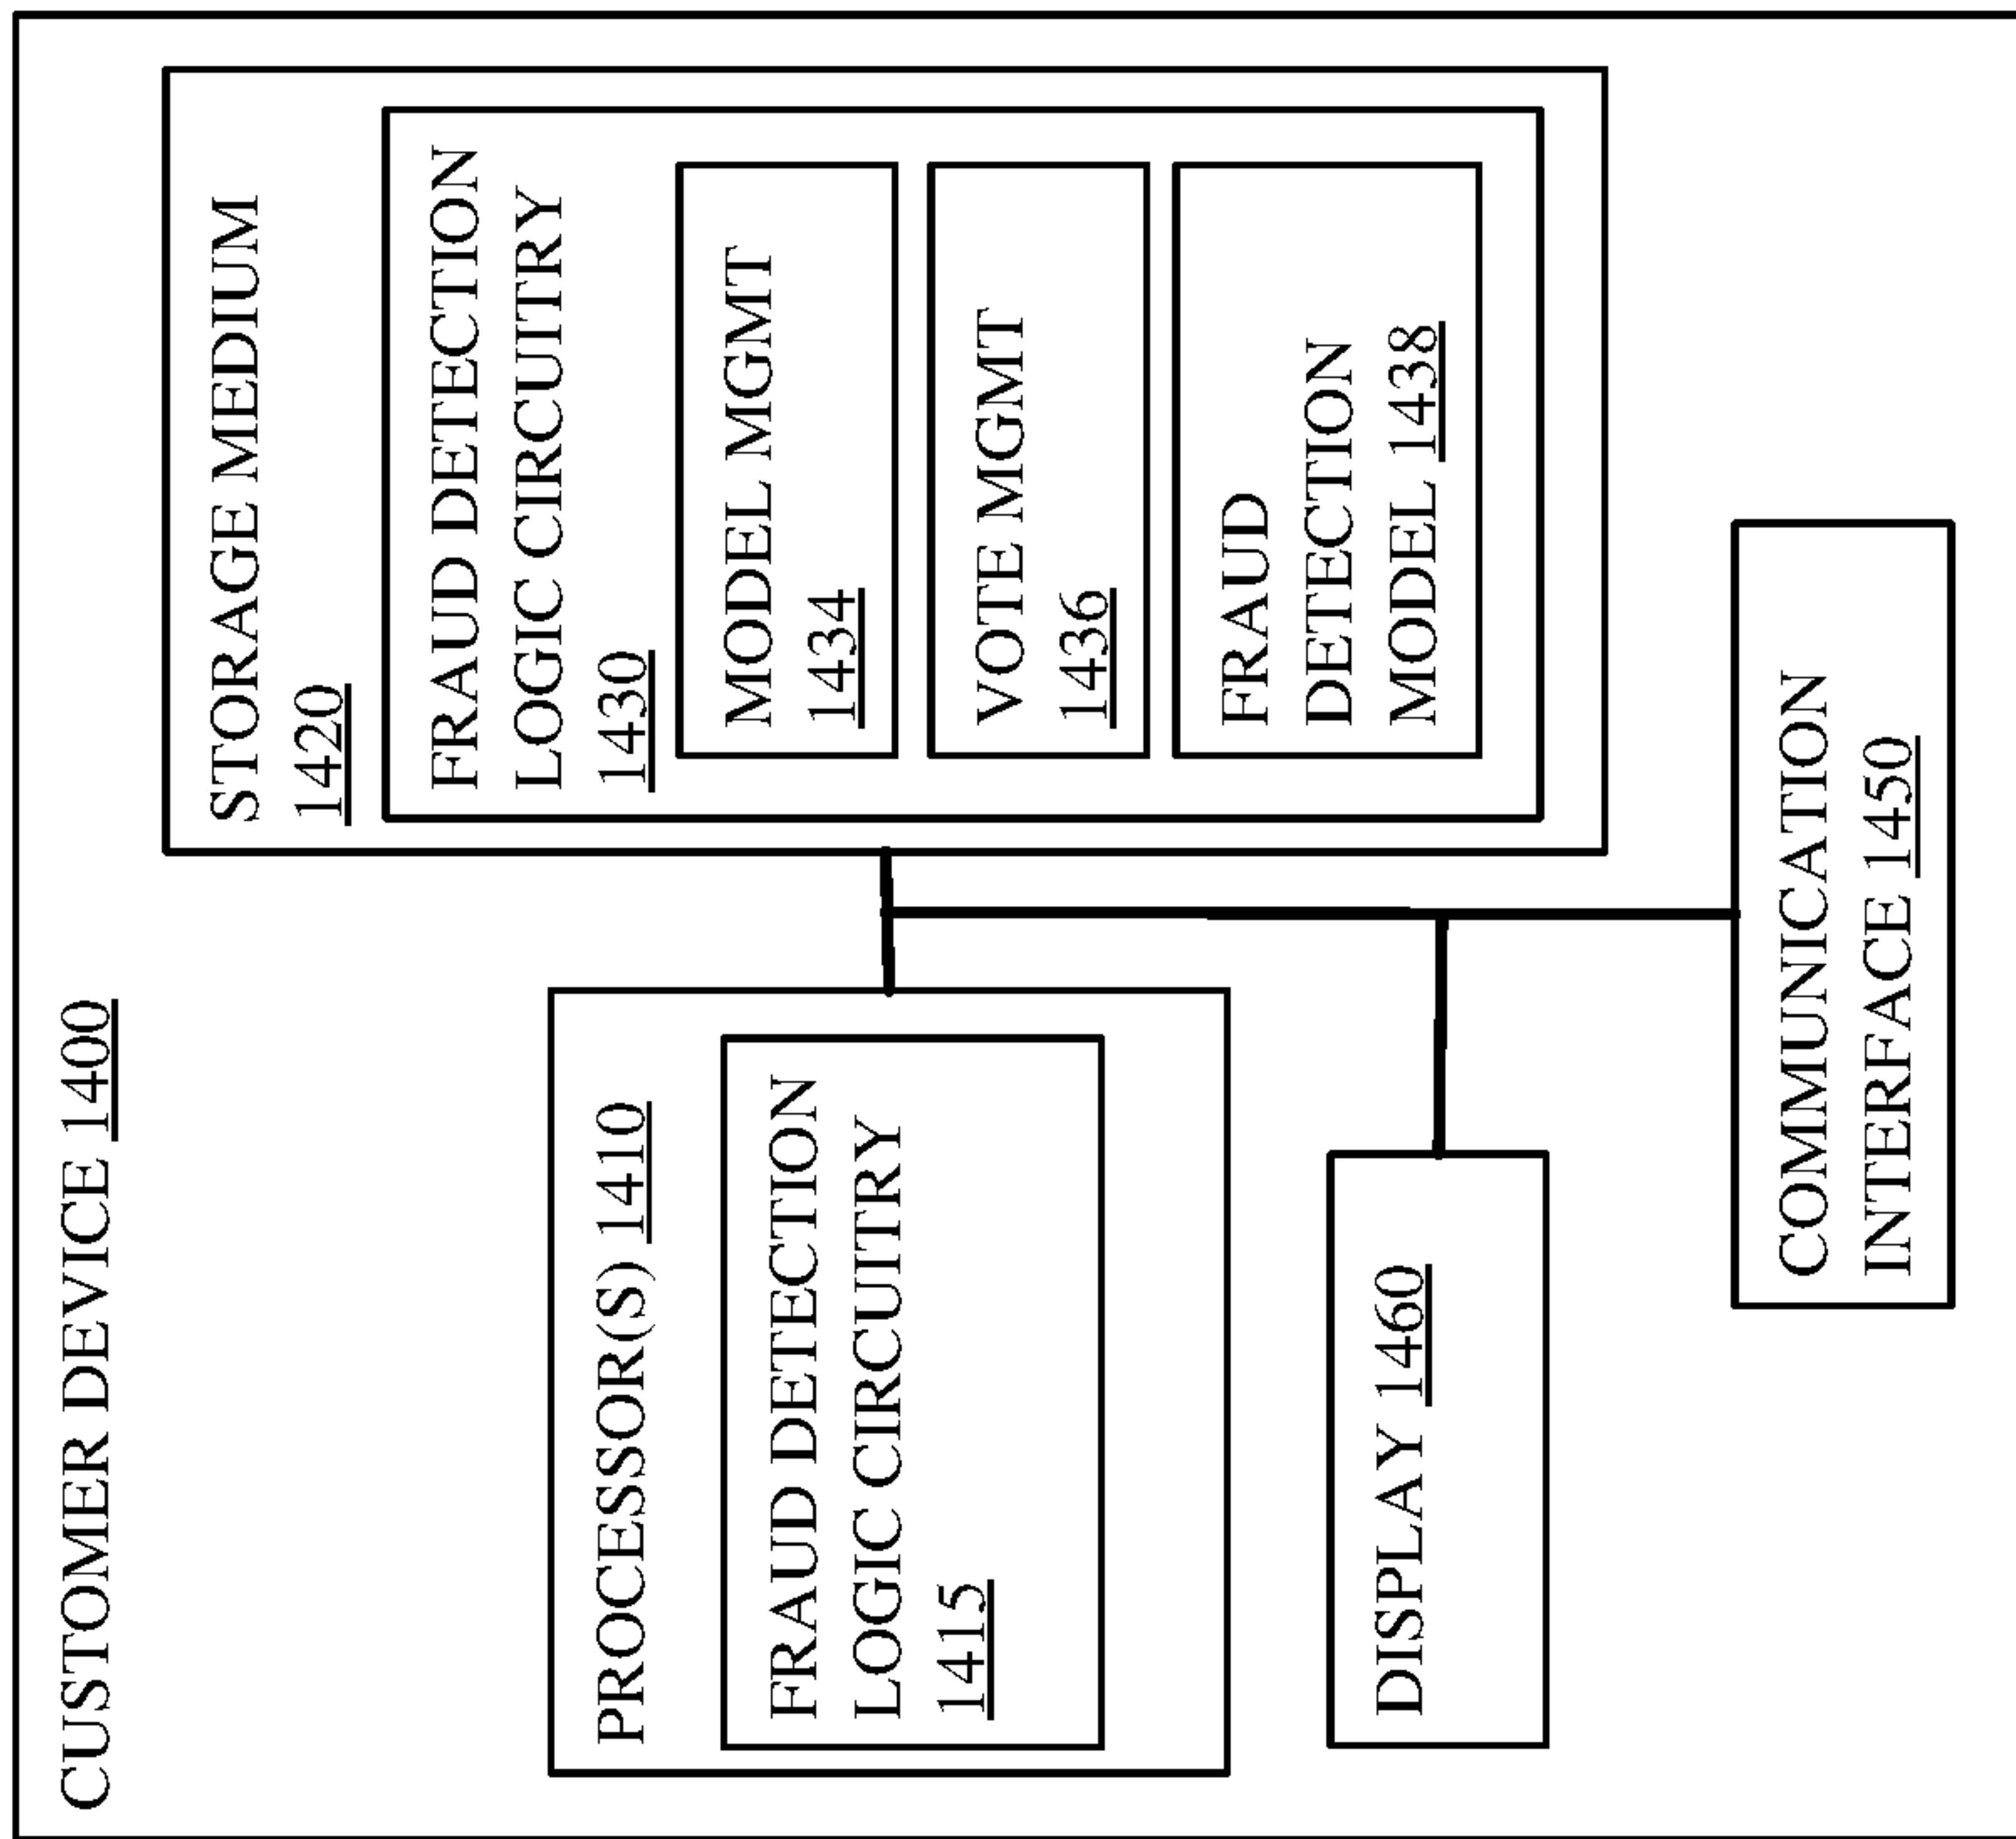 CUSTOMER DEVICE 1400
PROCESSOR(S) 1410
FRAUD DETECTION
LOGIC CIRCUITRY
1415
DISPLAY 1460
STORAGE MEDIUM
1420
FRAUD DETECTION
LOGIC CIRCUITRY
1430
MODEL MGMT
1434
VOTE MGMT
1436
FRAUD
DETECTION
MODEL 1438
COMMUNICATION
INTERFACE 1450